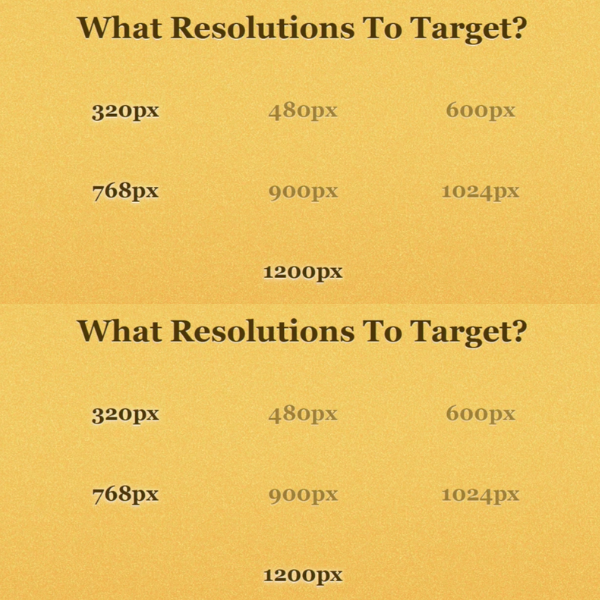 What Resolutions To Target?
320px 480px 600px
768px 900px 1024px
1200px
What Resolutions To Target?
320px 480px 600px
768px 900px 1024px
1200px